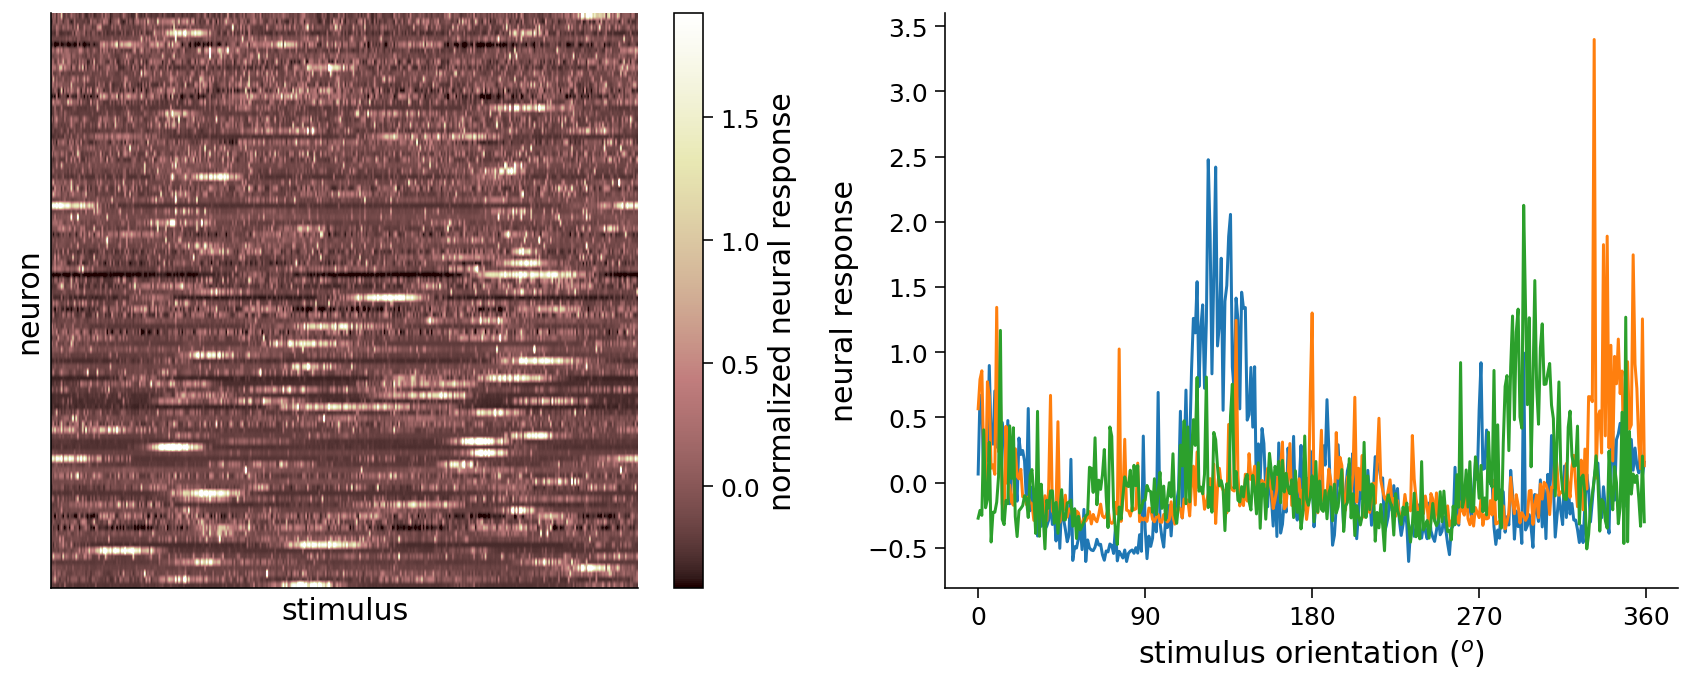 neuron
stimulus
1.5
1.0
0.5
0.0
normalized neural response
neural response
3.5
3.0
2.5
2.0
1.5
1.0
0.5
0.0
−0.5
0 90 180 270 360
stimulus orientation (°)